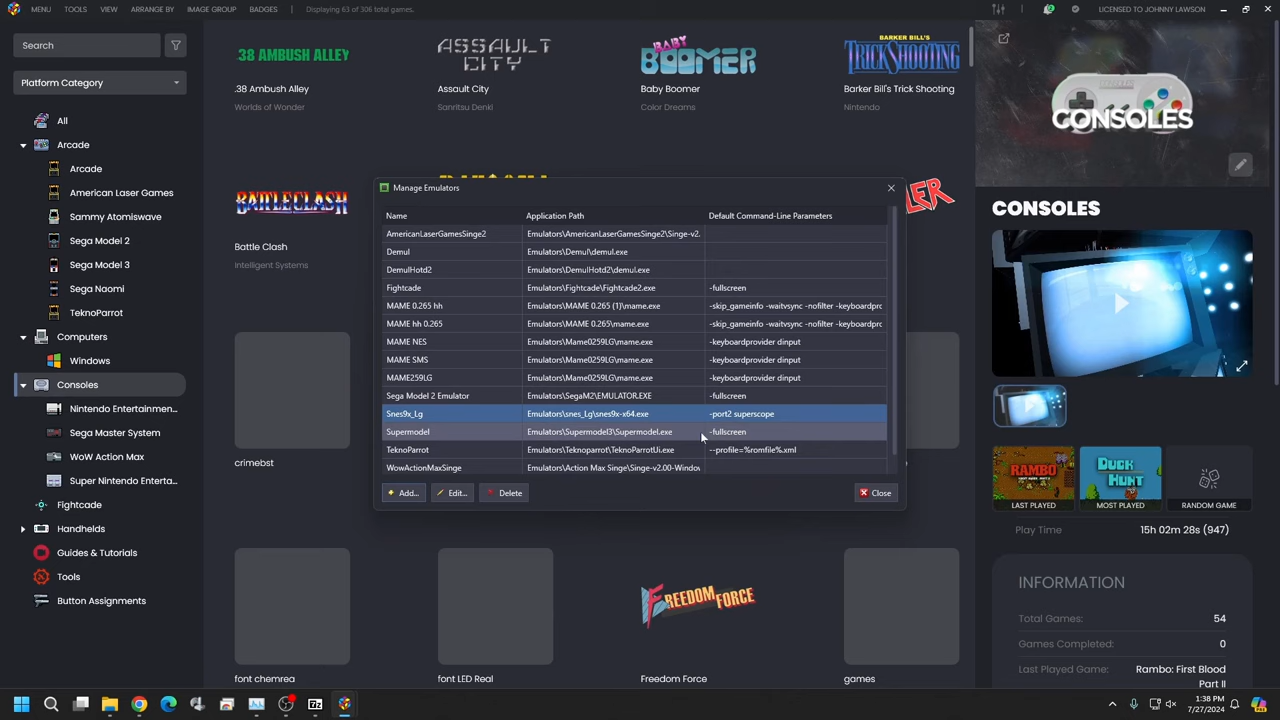 MENU TOOLS VIEW ARRANGE BY IMAGE GROUP BADGES Displaying 63 of 306 total games. LICENSED TO JOHNNY LAWSON
Search
Platform Category
All
Arcade
Arcade
American Laser Games
Sammy Atomiswave
Sega Model 2
Sega Model 3
Sega Naomi
TeknoParrot
Computers
Windows
Consoles
Nintendo Entertainmen...
Sega Master System
WoW Action Max
Super Nintendo Enterta...
Fightcade
Handhelds
Guides & Tutorials
Tools
Button Assignments
.38 AMBUSH ALLEY
.38 Ambush Alley
Worlds of Wonder
ASSAULT CITY
Assault City
Sanritsu Denki
BABY BOOMER
Baby Boomer
Color Dreams
BARKER BILL'S
TRICK SHOOTING
Barker Bill's Trick Shooting
Nintendo
BATTLECLASH
Battle Clash
Intelligent Systems
crimebst
font chemrea
font LED Real
FREEDOM FORCE
Freedom Force
games
Manage Emulators
Name Application Path Default Command-Line Parameters
AmericanLaserGamesSinge2 Emulators\AmericanLaserGamesSinge2\Singe-v2.
Demul Emulators\Demul\demul.exe
DemulHotd2 Emulators\DemulHotd2\demul.exe
Fightcade Emulators\Fightcade\Fightcade2.exe -fullscreen
MAME 0.265 hh Emulators\MAME 0.265 (1)\mame.exe -skip_gameinfo -waitvsync -nofilter -keyboardprc
MAME hh 0.265 Emulators\MAME 0.265\mame.exe -skip_gameinfo -waitvsync -nofilter -keyboardprc
MAME NES Emulators\Mame0259LG\mame.exe -keyboardprovider dinput
MAME SMS Emulators\Mame0259LG\mame.exe -keyboardprovider dinput
MAME259LG Emulators\Mame0259LG\mame.exe -keyboardprovider dinput
Sega Model 2 Emulator Emulators\SegaM2\EMULATOR.EXE -fullscreen
Snes9x_Lg Emulators\snes_Lg\snes9x-x64.exe -port2 superscope
Supermodel Emulators\Supermodel3\Supermodel.exe -fullscreen
TeknoParrot Emulators\Teknoparrot\TeknoParrotUi.exe --profile=%romfile%.xml
WowActionMaxSinge Emulators\Action Max Singe\Singe-v2.00-Window
Add... Edit... Delete Close
CONSOLES
CONSOLES
RAMBO
LAST PLAYED
DUCK HUNT
MOST PLAYED
RANDOM GAME
Play Time 15h 02m 28s (947)
INFORMATION
Total Games: 54
Games Completed: 0
Last Played Game: Rambo: First Blood
Part II
1:38 PM
7/27/2024